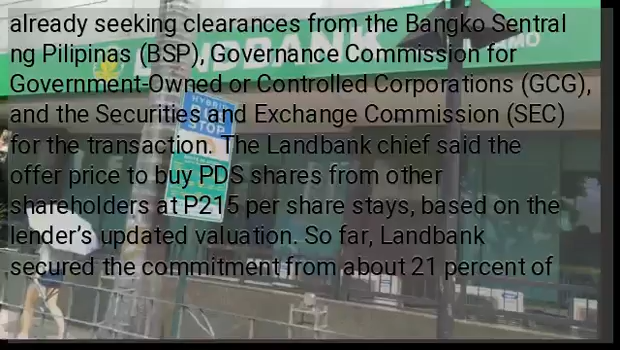 already seeking clearances from the Bangko Sentral
ng Pilipinas (BSP), Governance Commission for
Government-Owned or Controlled Corporations (GCG),
and the Securities and Exchange Commission (SEC)
for the transaction. The Landbank chief said the
offer price to buy PDS shares from other
shareholders at P215 per share stays, based on the
lender’s updated valuation. So far, Landbank
secured the commitment from about 21 percent of
HYBRID
STOP